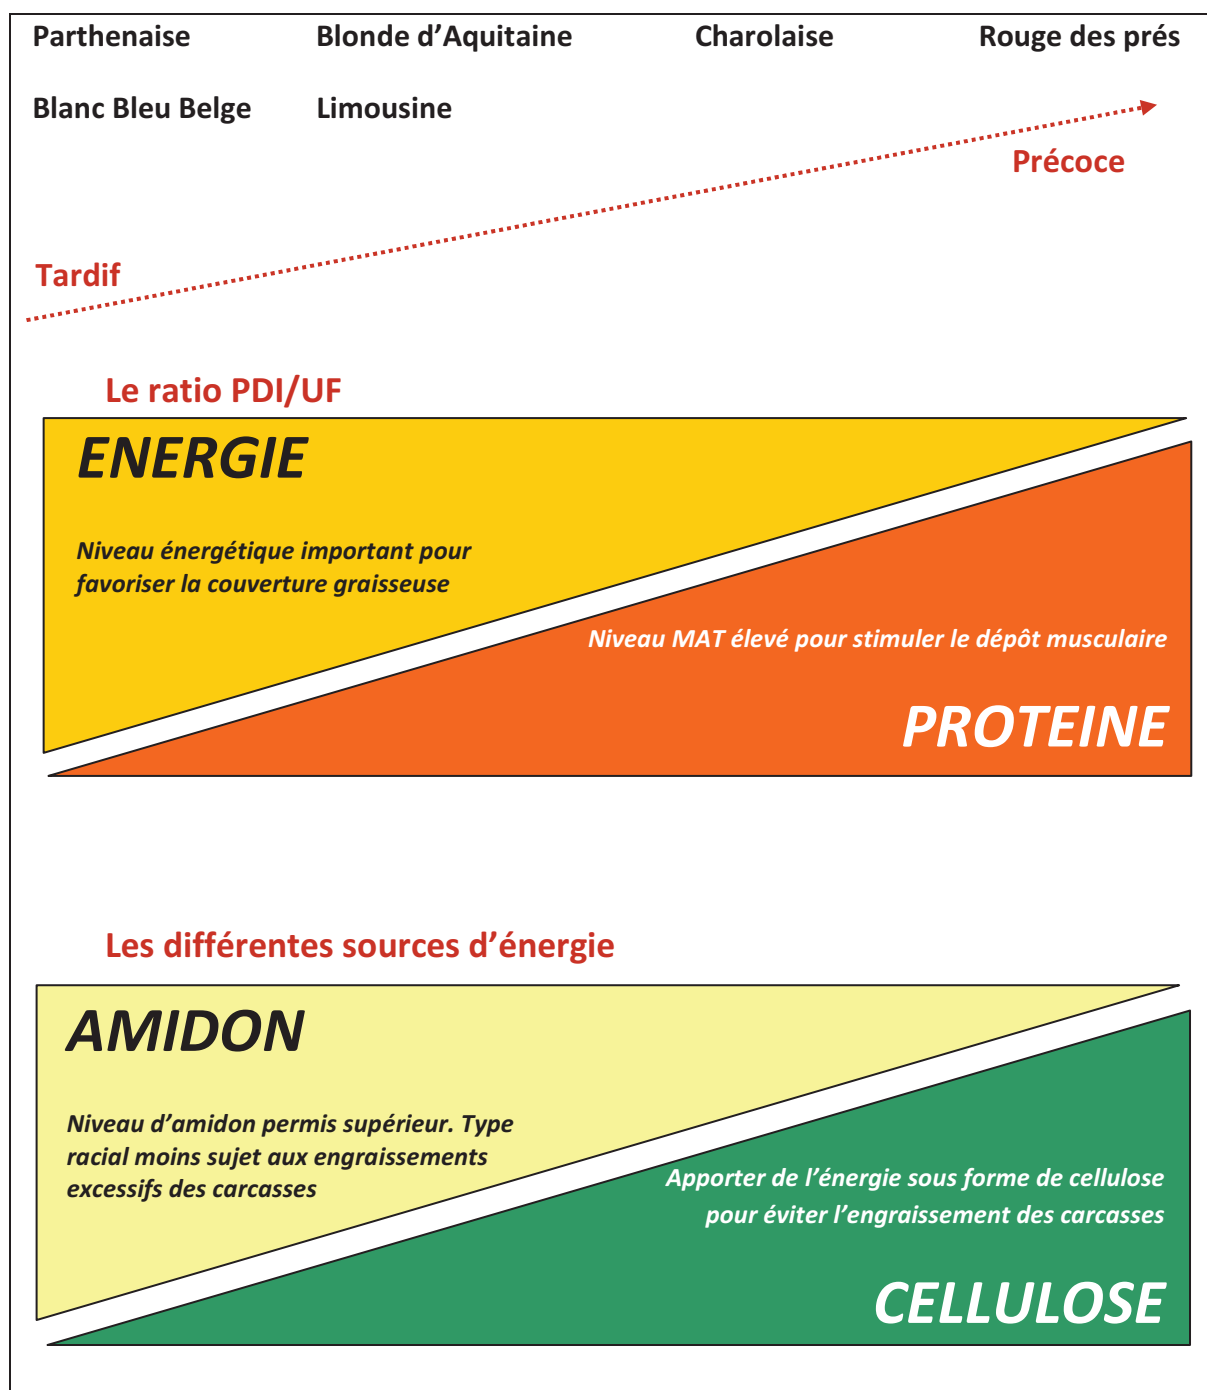 Parthenaise Blonde d’Aquitaine Charolaise Rouge des prés
Blanc Bleu Belge Limousine
Précoce
Tardif
Le ratio PDI/UF
ENERGIE
Niveau énergétique important pour
favoriser la couverture graisseuse
Niveau MAT élevé pour stimuler le dépôt musculaire
PROTEINE
Les différentes sources d’énergie
AMIDON
Niveau d’amidon permis supérieur. Type
racial moins sujet aux engraissements
excessifs des carcasses
Apporter de l’énergie sous forme de cellulose
pour éviter l’engraissement des carcasses
CELLULOSE